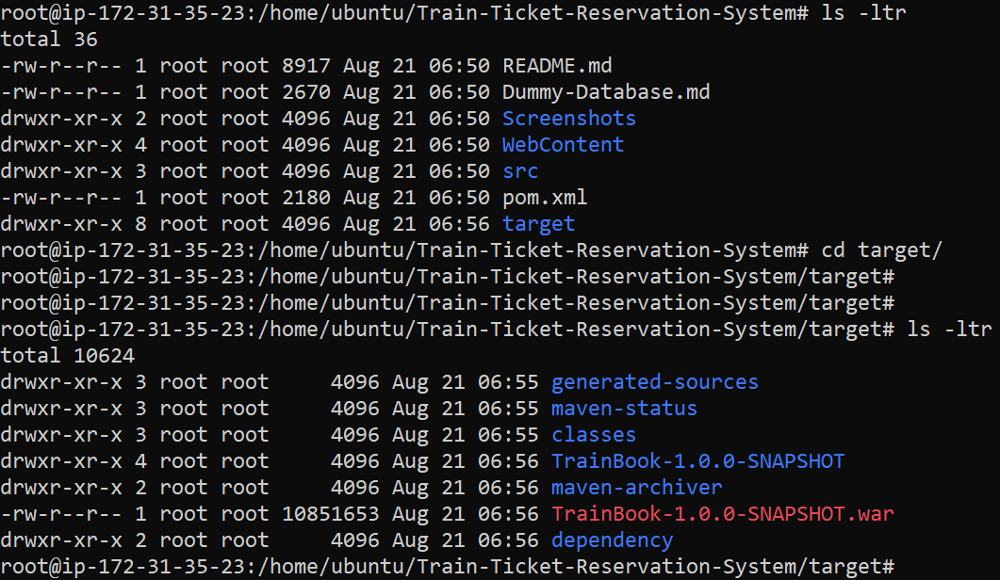 root@ip-172-31-35-23:/home/ubuntu/Train-Ticket-Reservation-System# ls -ltr
total 36
-rw-r--r-- 1 root root 8917 Aug 21 06:50 README.md
-rw-r--r-- 1 root root 2670 Aug 21 06:50 Dummy-Database.md
drwxr-xr-x 2 root root 4096 Aug 21 06:50 Screenshots
drwxr-xr-x 4 root root 4096 Aug 21 06:50 WebContent
drwxr-xr-x 3 root root 4096 Aug 21 06:50 src
-rw-r--r-- 1 root root 2180 Aug 21 06:50 pom.xml
drwxr-xr-x 8 root root 4096 Aug 21 06:56 target
root@ip-172-31-35-23:/home/ubuntu/Train-Ticket-Reservation-System# cd target/
root@ip-172-31-35-23:/home/ubuntu/Train-Ticket-Reservation-System/target#
root@ip-172-31-35-23:/home/ubuntu/Train-Ticket-Reservation-System/target#
root@ip-172-31-35-23:/home/ubuntu/Train-Ticket-Reservation-System/target# ls -ltr
total 10624
drwxr-xr-x 3 root root     4096 Aug 21 06:55 generated-sources
drwxr-xr-x 3 root root     4096 Aug 21 06:55 maven-status
drwxr-xr-x 3 root root     4096 Aug 21 06:55 classes
drwxr-xr-x 4 root root     4096 Aug 21 06:56 TrainBook-1.0.0-SNAPSHOT
drwxr-xr-x 2 root root     4096 Aug 21 06:56 maven-archiver
-rw-r--r-- 1 root root 10851653 Aug 21 06:56 TrainBook-1.0.0-SNAPSHOT.war
drwxr-xr-x 2 root root     4096 Aug 21 06:56 dependency
root@ip-172-31-35-23:/home/ubuntu/Train-Ticket-Reservation-System/target#